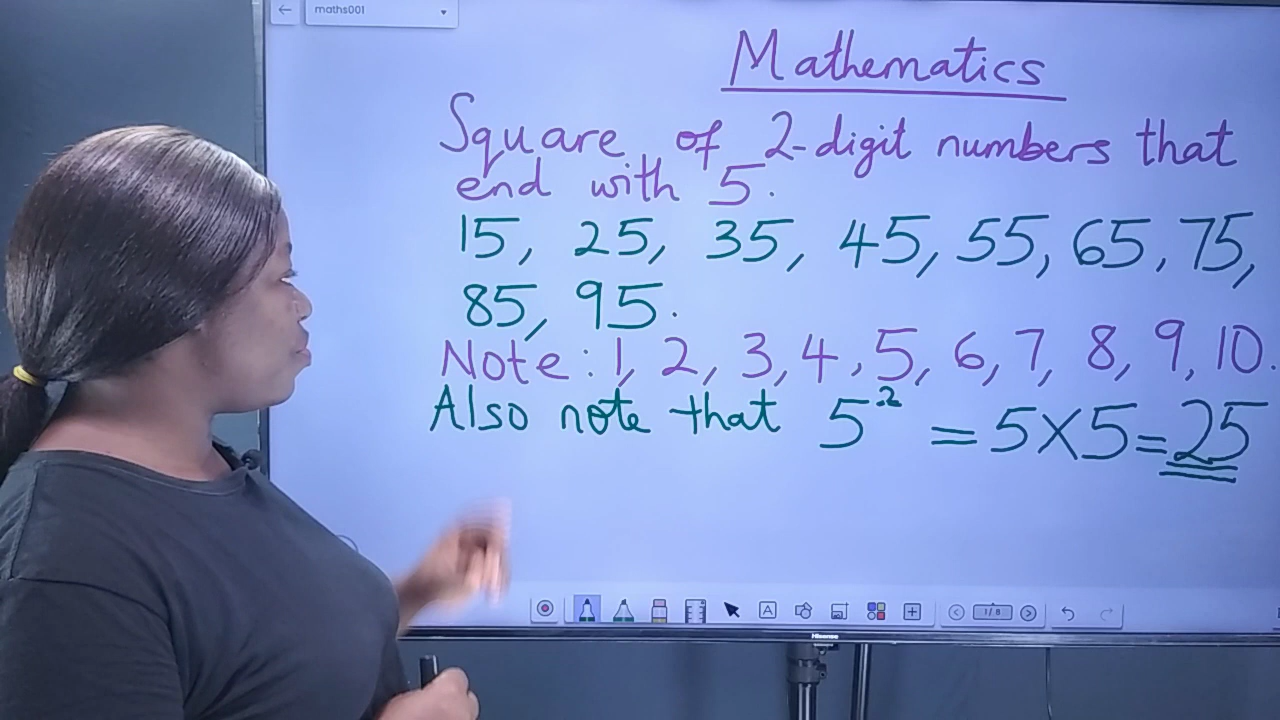 maths001
Mathematics
Square of 2-digit numbers that
end with 5.
15, 25, 35, 45, 55, 65, 75,
85, 95.
Note: 1, 2, 3, 4, 5, 6, 7, 8, 9, 10.
Also note that 5² = 5X5=25
A
1/8
Hisense